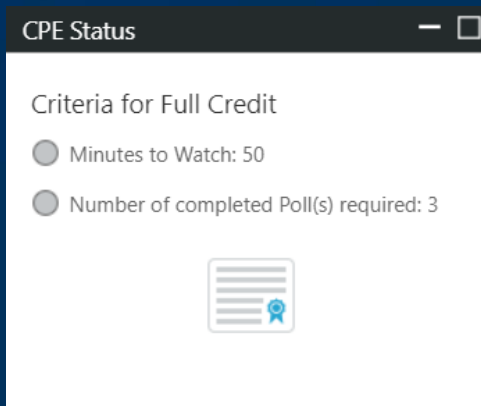 CPE Status
Criteria for Full Credit
Minutes to Watch: 50
Number of completed Poll(s) required: 3